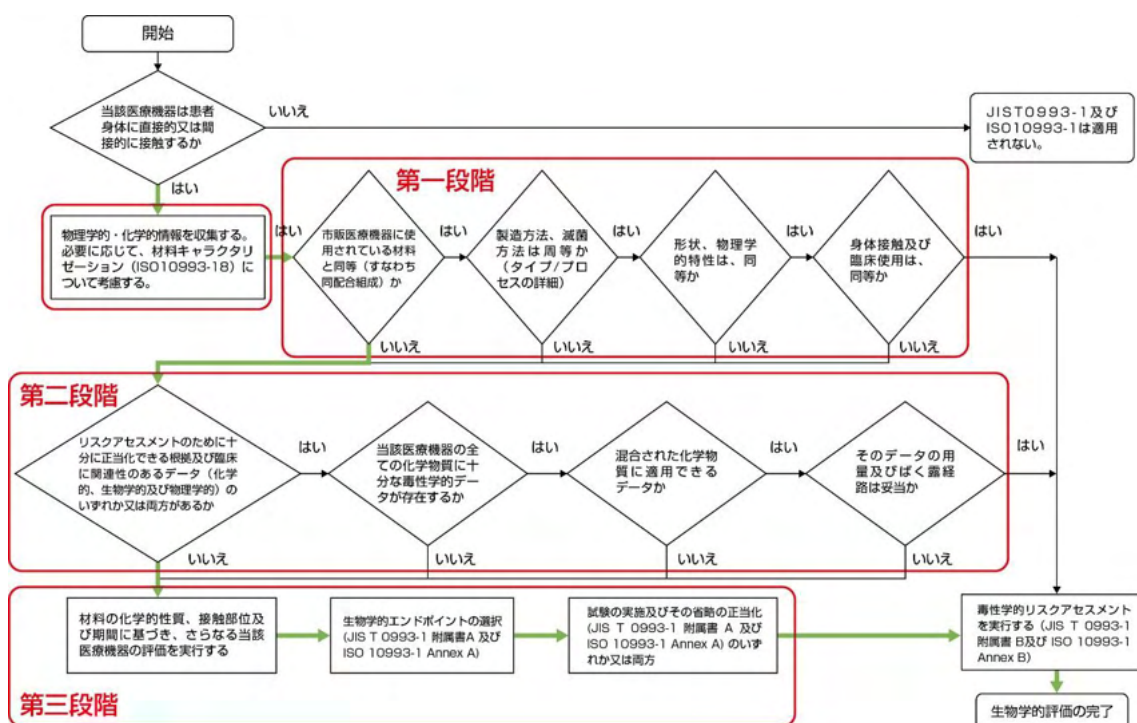 開始
当該医療機器は患者
身体に直接的又は間
接的に接触するか
いいえ
JIST0993-1及び
ISO10993-1は適用
されない。
はい
物理学的・化学的情報を収集する。
必要に応じて、材料キャラクタリ
ゼーション（ISO10993-18）に
ついて考慮する。
第一段階
はい
市販医療機器に使
用されている材料
と同等（すなわち
同配合組成）か
はい
製造方法、滅菌
方法は周等か
（タイプ/プロ
セスの詳細）
はい
形状、物理学
的特性は、同
等か
はい
身体接触及び
臨床使用は、
同等か
はい
いいえ
いいえ
いいえ
いいえ
第二段階
リスクアセスメントのために十
分に正当化できる根拠及び臨床
に関連性のあるデータ（化学
的、生物学的及び物理学的）の
いずれか又は両方があるか
はい
当該医療機器の全
ての化学物質に十
分な毒性学的デー
タが存在するか
はい
混合された化学物
質に適用できる
データか
はい
そのデータの用
量及びばく露経
路は妥当か
はい
いいえ
いいえ
いいえ
いいえ
材料の化学的性質、接触部位及
び期間に基づき、さらなる当該
医療機器の評価を実行する
生物学的エンドポイントの選択
(JIS T 0993-1 附属書A 及び
ISO 10993-1 Annex A)
試験の実施及びその省略の正当化
(JIS T 0993-1 附属書 A 及び
ISO 10993-1 Annex A) のいず
れか又は両方
毒性学的リスクアセスメント
を実行する（JIS T 0993-1
附属書 B及び ISO 10993-1
Annex B）
第三段階
生物学的評価の完了